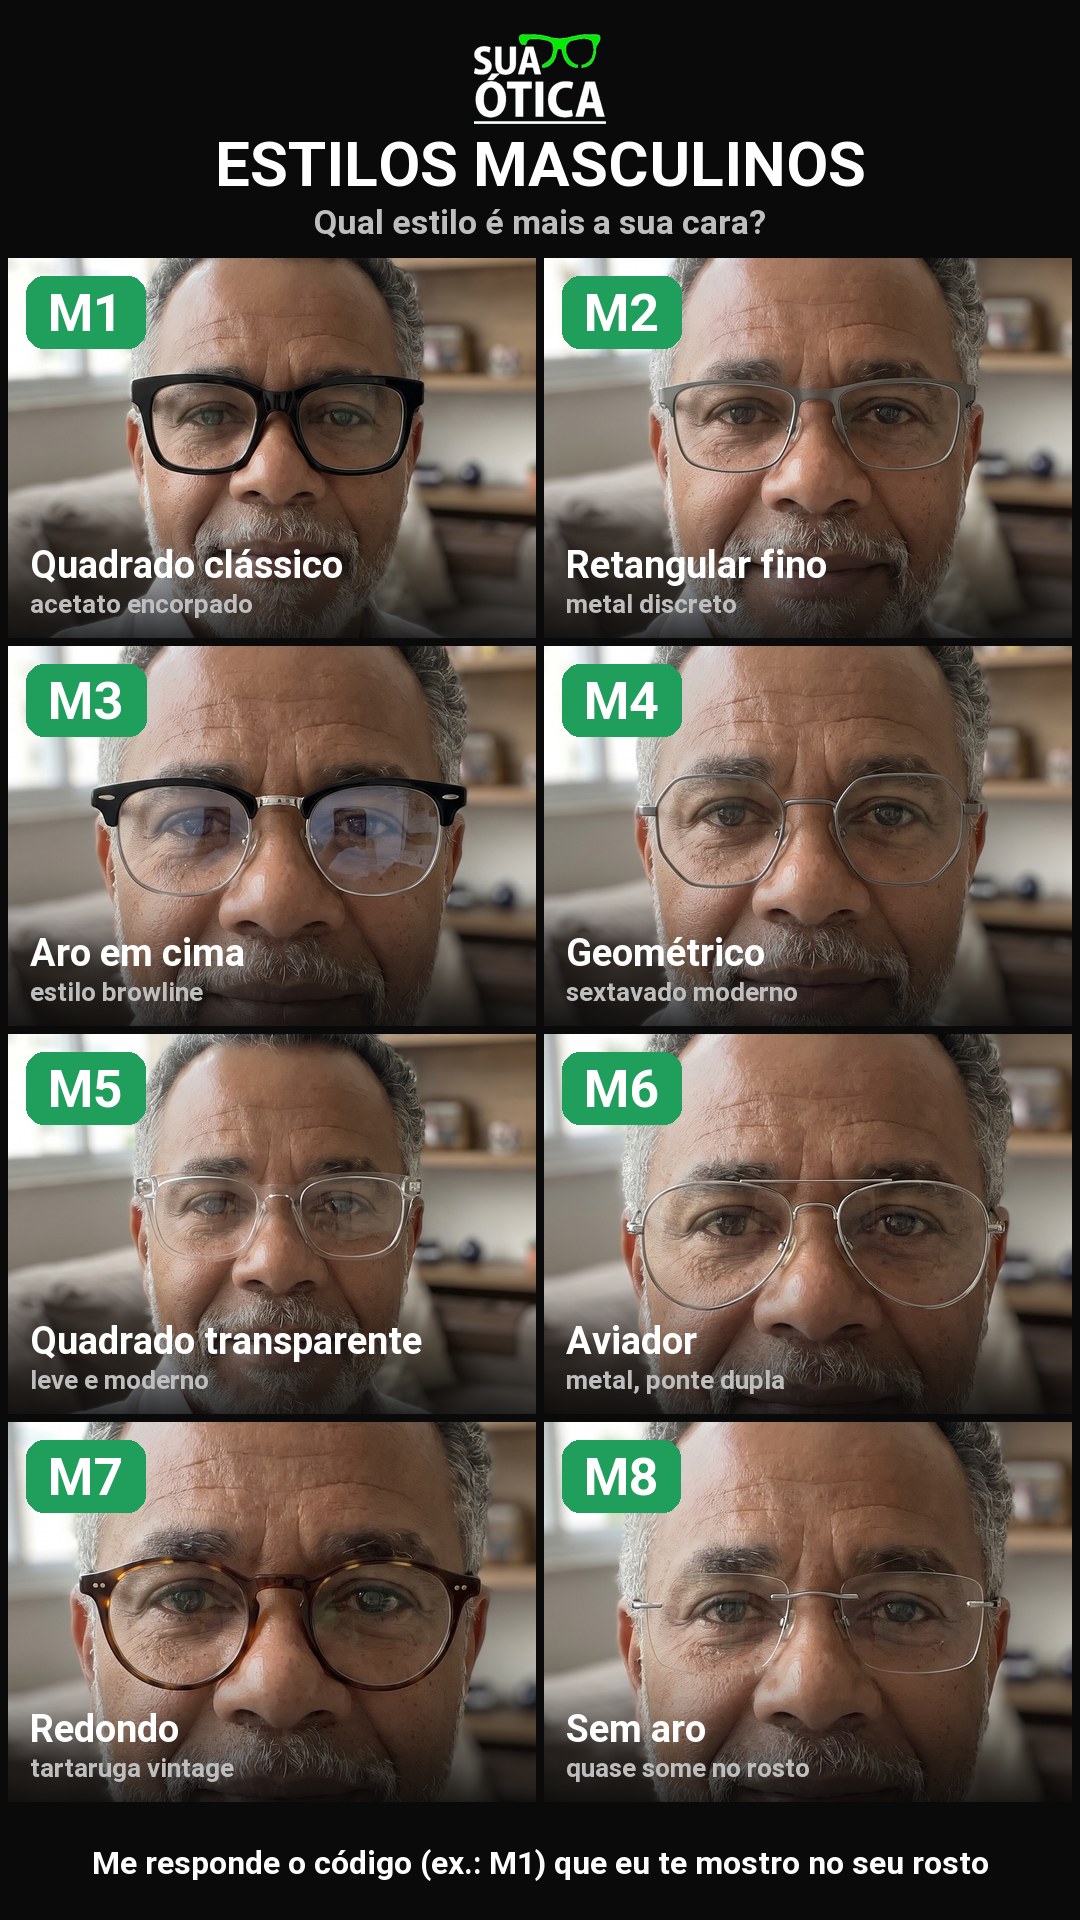 SUA
ÓTICA
ESTILOS MASCULINOS
Qual estilo é mais a sua cara?
M1
Quadrado clássico
acetato encorpado
M2
Retangular fino
metal discreto
M3
Aro em cima
estilo browline
M4
Geométrico
sextavado moderno
M5
Quadrado transparente
leve e moderno
M6
Aviador
metal, ponte dupla
M7
Redondo
tartaruga vintage
M8
Sem aro
quase some no rosto
Me responde o código (ex.: M1) que eu te mostro no seu rosto